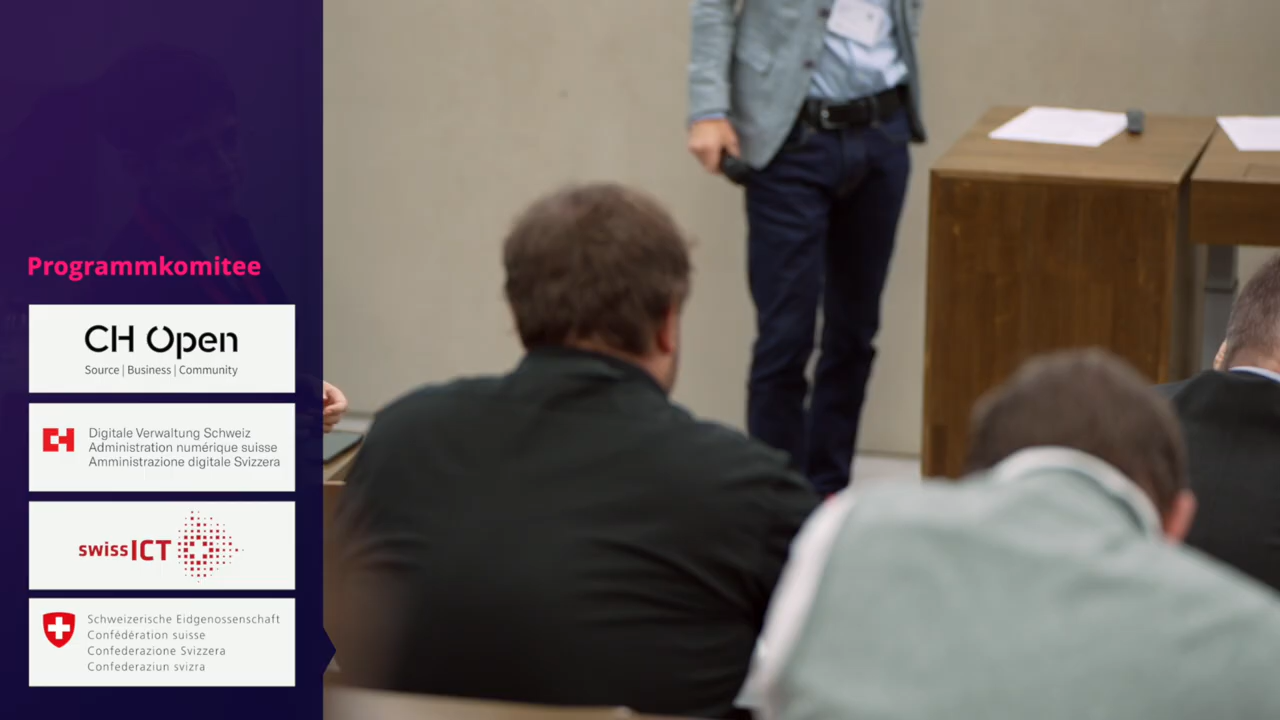 Programmkomitee
CH Open
Source | Business | Community
Digitale Verwaltung Schweiz
Administration numérique suisse
Amministrazione digitale Svizzera
swissICT
Schweizerische Eidgenossenschaft
Confédération suisse
Confederazione Svizzera
Confederaziun svizra